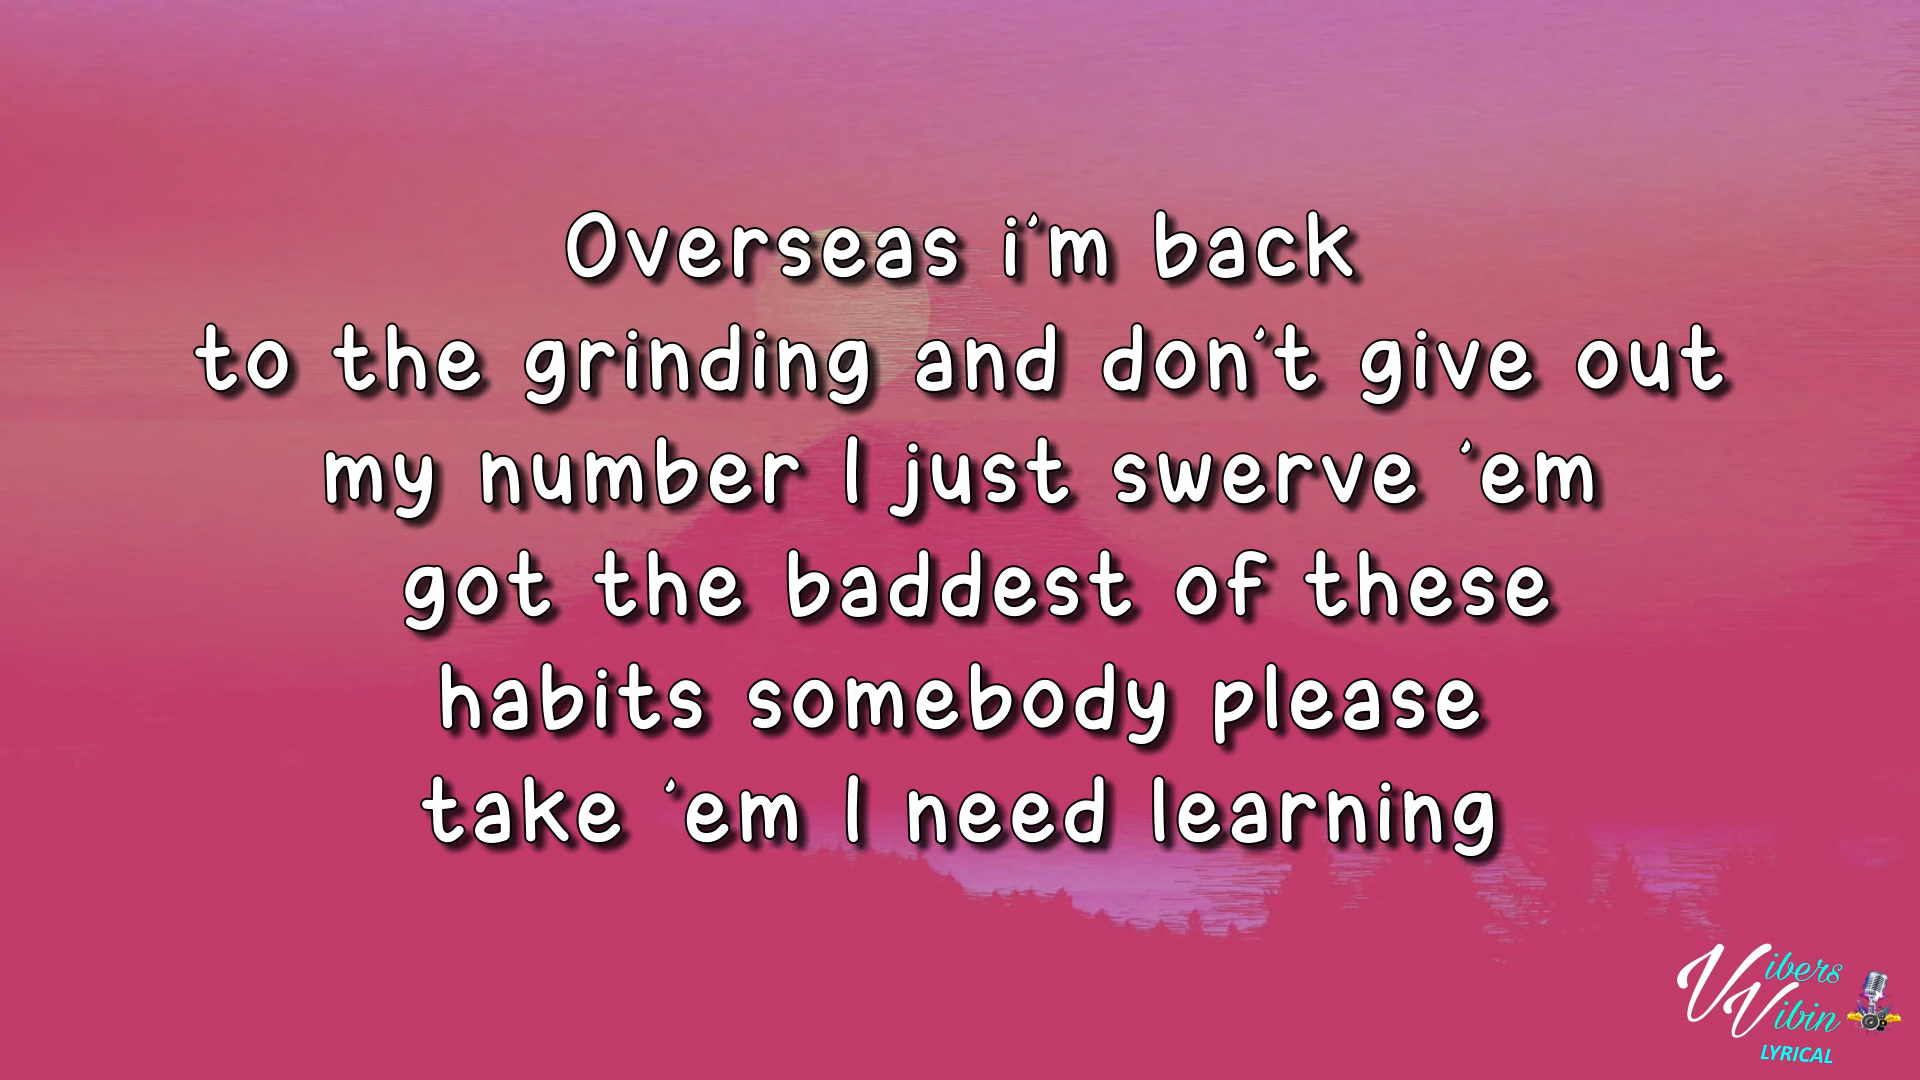 Overseas i'm back
to the grinding and don't give out
my number I just swerve 'em
got the baddest of these
habits somebody please
take 'em I need learning
Vibers
Vibin
LYRICAL